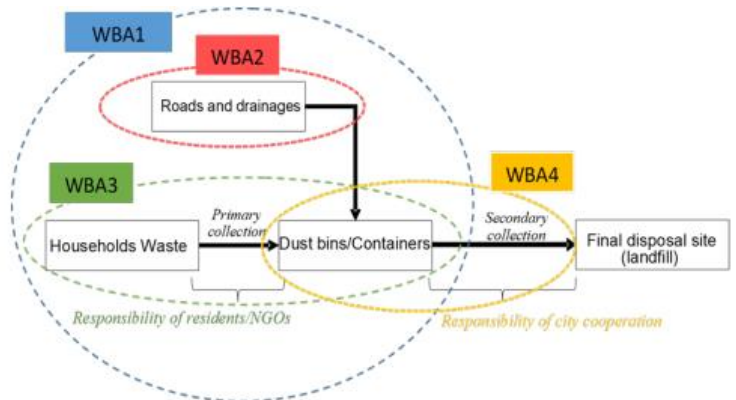 WBA1
WBA2
Roads and drainages
WBA3
WBA4
Primary
collection
Secondary
collection
Households Waste
Dust bins/Containers
Final disposal site
(landfill)
Responsibility of residents/NGOs
Responsibility of city cooperation